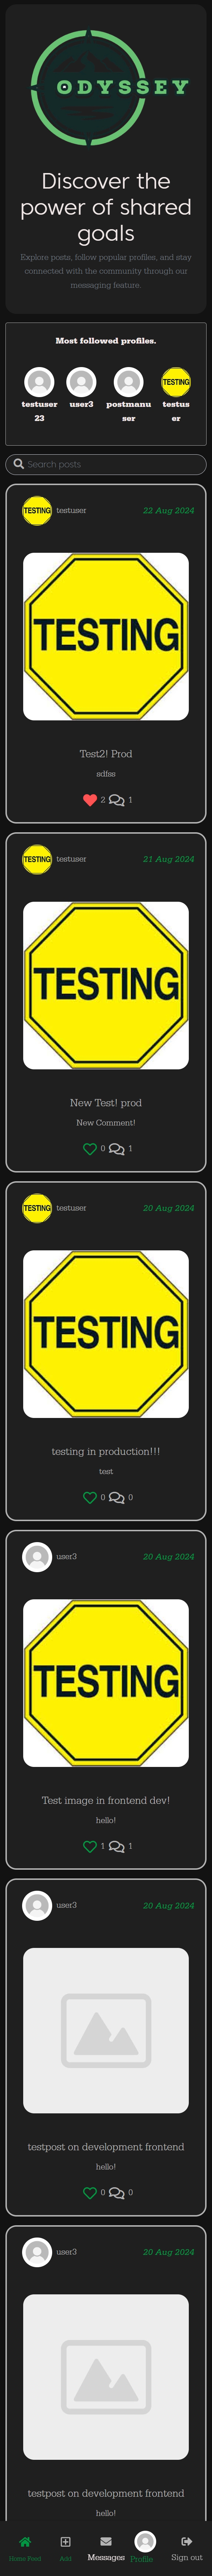 ODYSSEY
Discover the
power of shared
goals
Explore posts, follow popular profiles, and stay
connected with the community through our
messaging feature.
Most followed profiles.
testuser
23
user3
postmanu
ser
TESTING
testus
er
Search posts
TESTING
testuser
22 Aug 2024
TESTING
Test2! Prod
sdfss
2
1
TESTING
testuser
21 Aug 2024
TESTING
New Test! prod
New Comment!
0
1
TESTING
testuser
20 Aug 2024
TESTING
testing in production!!!
test
0
0
user3
20 Aug 2024
TESTING
Test image in frontend dev!
hello!
1
1
user3
20 Aug 2024
testpost on development frontend
hello!
0
0
user3
20 Aug 2024
testpost on development frontend
hello!
Home Feed
Add
Messages
Profile
Sign out